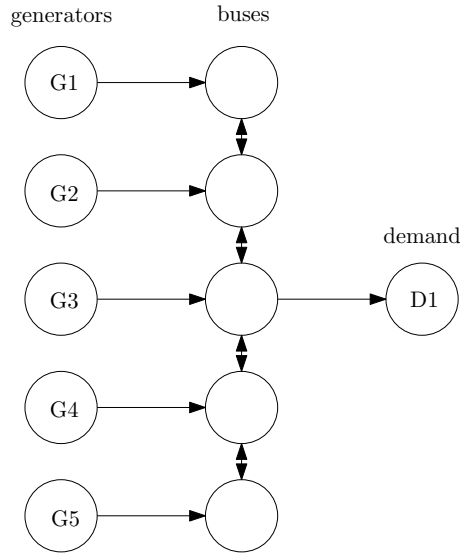 generators
buses
G1
G2
demand
G3
D1
G4
G5